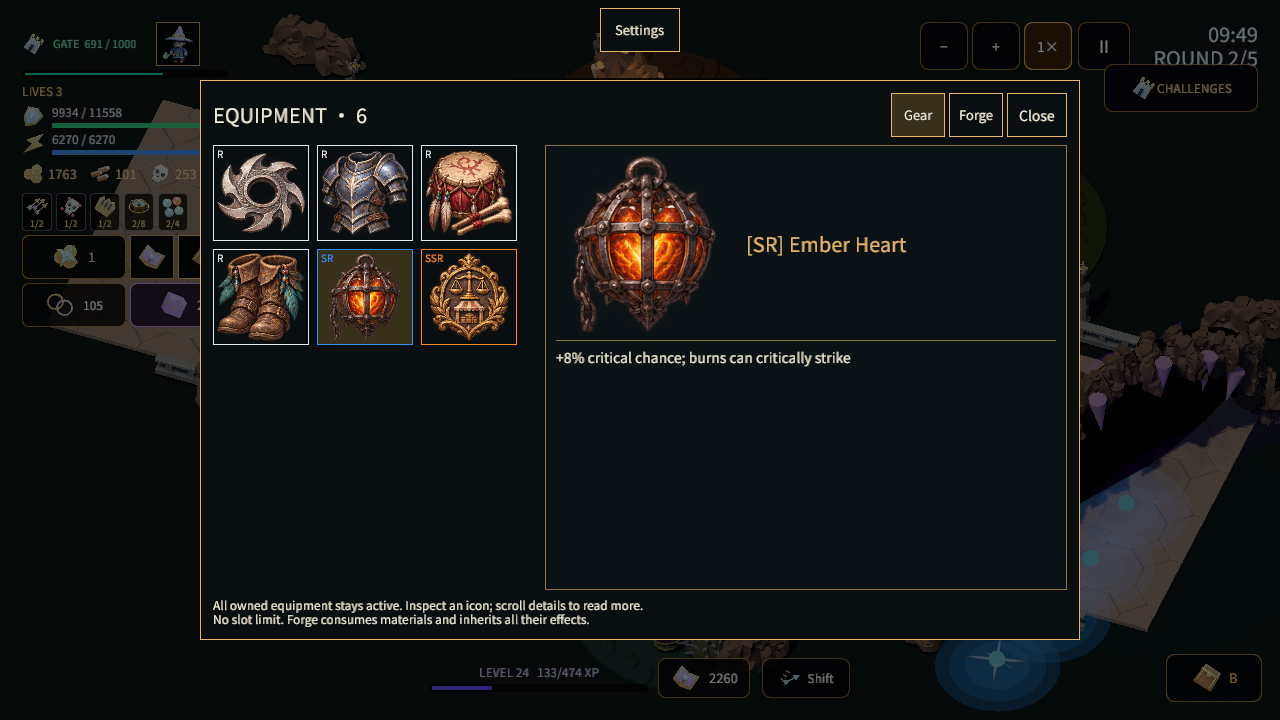 Settings
GATE 691 / 1000
− + 1× II
09:49
ROUND 2/5
CHALLENGES
LIVES 3
9934 / 11558
6270 / 6270
1763 101 253
1/2 1/2 1/2 2/8 2/4
1
105
EQUIPMENT • 6
Gear Forge Close
R R R
R SR SSR
[SR] Ember Heart
+8% critical chance; burns can critically strike
All owned equipment stays active. Inspect an icon; scroll details to read more.
No slot limit. Forge consumes materials and inherits all their effects.
LEVEL 24 133/474 XP
2260
Shift
B